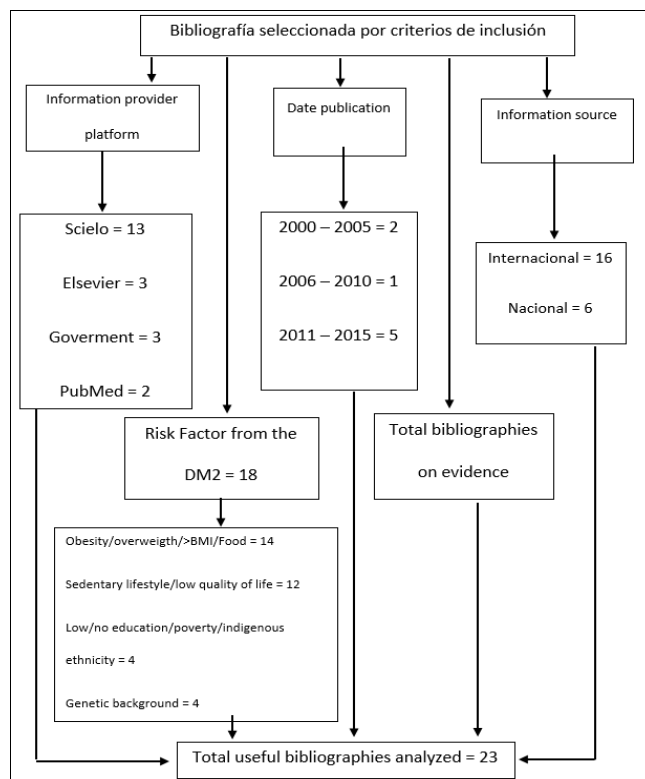 Bibliografía seleccionada por criterios de inclusión
Information provider
platform
Date publication
Information source
Scielo = 13
Elsevier = 3
Goverment = 3
PubMed = 2
2000 – 2005 = 2
2006 – 2010 = 1
2011 – 2015 = 5
Internacional = 16
Nacional = 6
Risk Factor from the
DM2 = 18
Total bibliographies
on evidence
Obesity/overweigth/>BMI/Food = 14
Sedentary lifestyle/low quality of life = 12
Low/no education/poverty/indigenous
ethnicity = 4
Genetic background = 4
Total useful bibliographies analyzed = 23